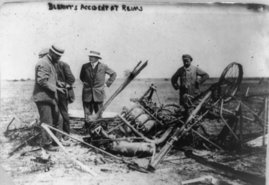 BLERIOT'S ACCIDENT AT REIMS